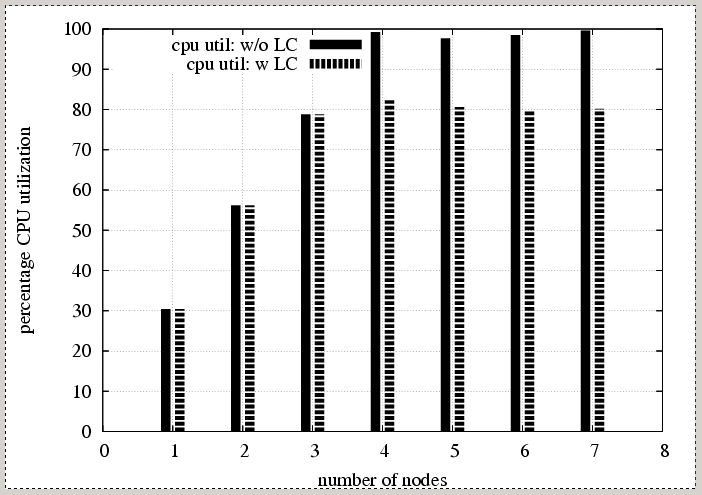 100
90
80
70
60
50
40
30
20
10
0
cpu util: w/o LC
cpu util: w LC
percentage CPU utilization
0 1 2 3 4 5 6 7 8
number of nodes